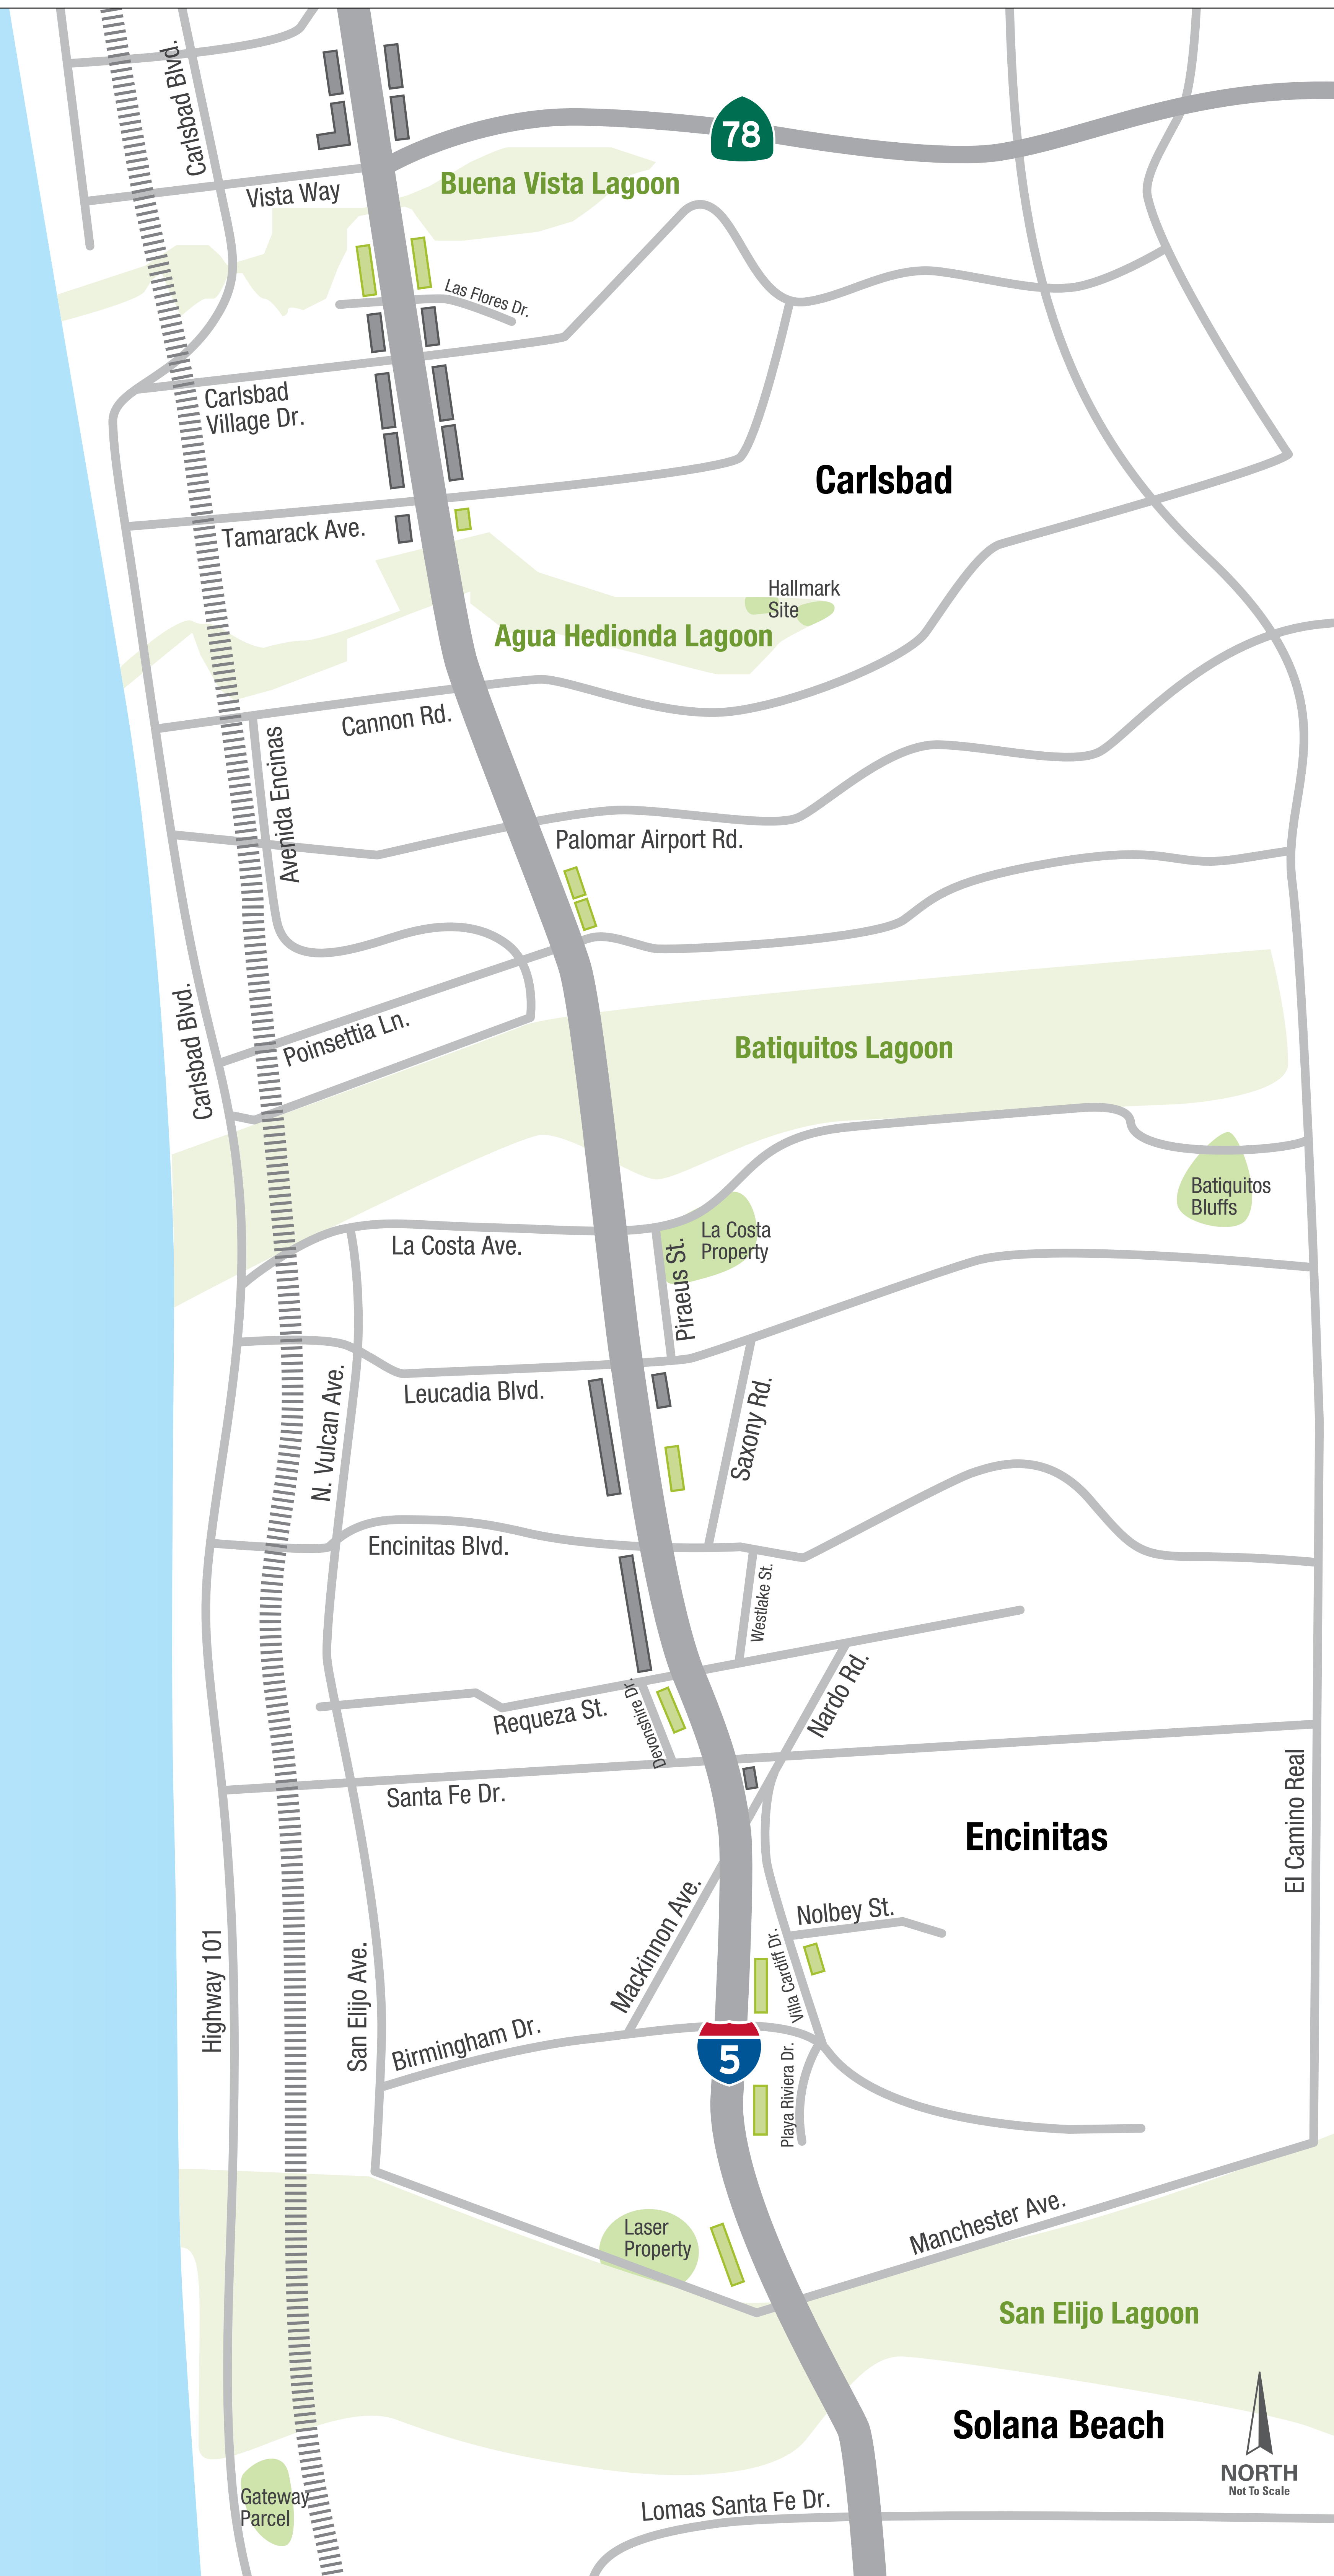 Carlsbad Blvd.
78
Vista Way
Buena Vista Lagoon
Las Flores Dr.
Carlsbad
Village Dr.
Carlsbad
Tamarack Ave.
Hallmark
Site
Agua Hedionda Lagoon
Cannon Rd.
Avenida Encinas
Palomar Airport Rd.
Carlsbad Blvd.
Poinsettia Ln.
Batiquitos Lagoon
Batiquitos
Bluffs
La Costa
Property
La Costa Ave.
Piraeus St.
Leucadia Blvd.
N. Vulcan Ave.
Saxony Rd.
Encinitas Blvd.
Westlake St.
Requeza St.
Devonshire Dr.
Nardo Rd.
Santa Fe Dr.
El Camino Real
Encinitas
Mackinnon Ave.
Nolbey St.
Villa Cardiff Dr.
Highway 101
San Elijo Ave.
Birmingham Dr.
5
Playa Riviera Dr.
Manchester Ave.
Laser
Property
San Elijo Lagoon
Solana Beach
NORTH
Not To Scale
Gateway
Parcel
Lomas Santa Fe Dr.